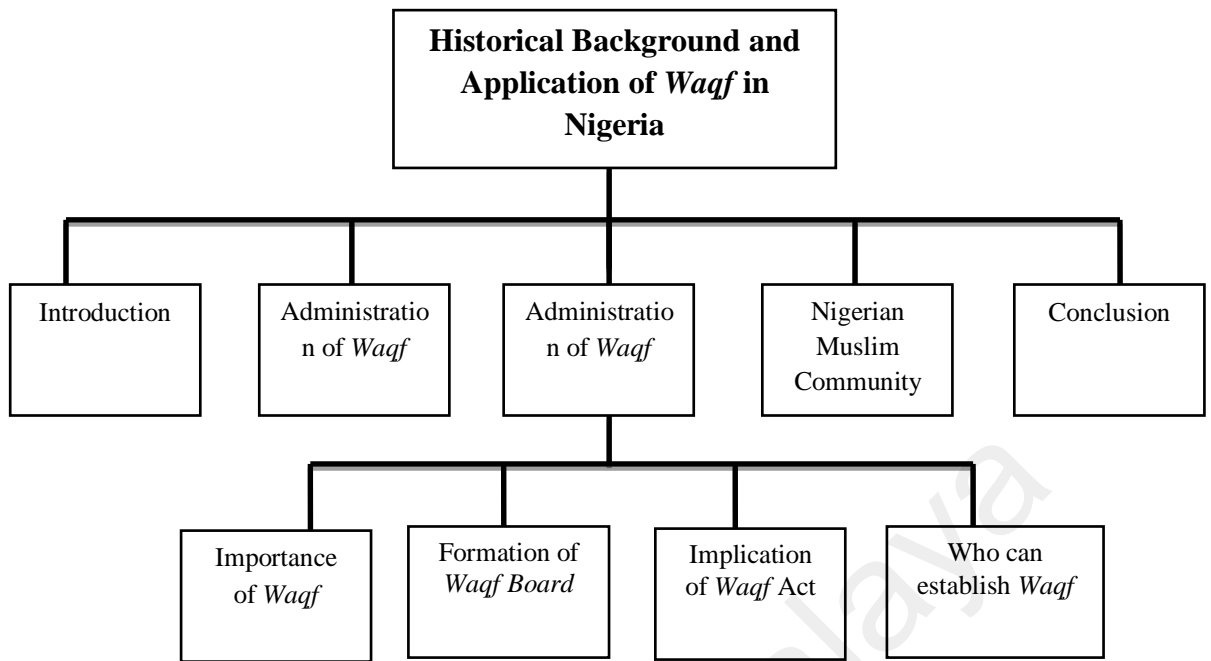 Historical Background and
Application of Waqf in
Nigeria
Introduction
Administratio
n of Waqf
Administratio
n of Waqf
Nigerian
Muslim
Community
Conclusion
Importance
of Waqf
Formation of
Waqf Board
Implication
of Waqf Act
Who can
establish Waqf
laya